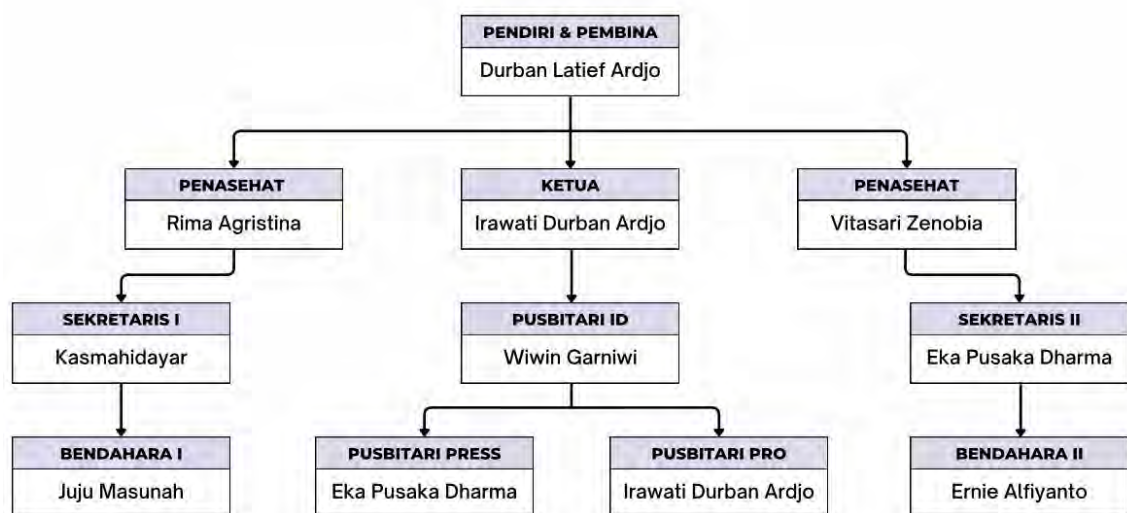 PENDIRI & PEMBINA
Durban Latief Ardjo
PENASEHAT
Rima Agristina
KETUA
Irawati Durban Ardjo
PENASEHAT
Vitasari Zenobia
SEKRETARIS I
Kasmahidayar
PUSBITARI ID
Wiwin Garniwi
SEKRETARIS II
Eka Pusaka Dharma
BENDAHARA I
Juju Masunah
PUSBITARI PRESS
Eka Pusaka Dharma
PUSBITARI PRO
Irawati Durban Ardjo
BENDAHARA II
Ernie Alfiyanto